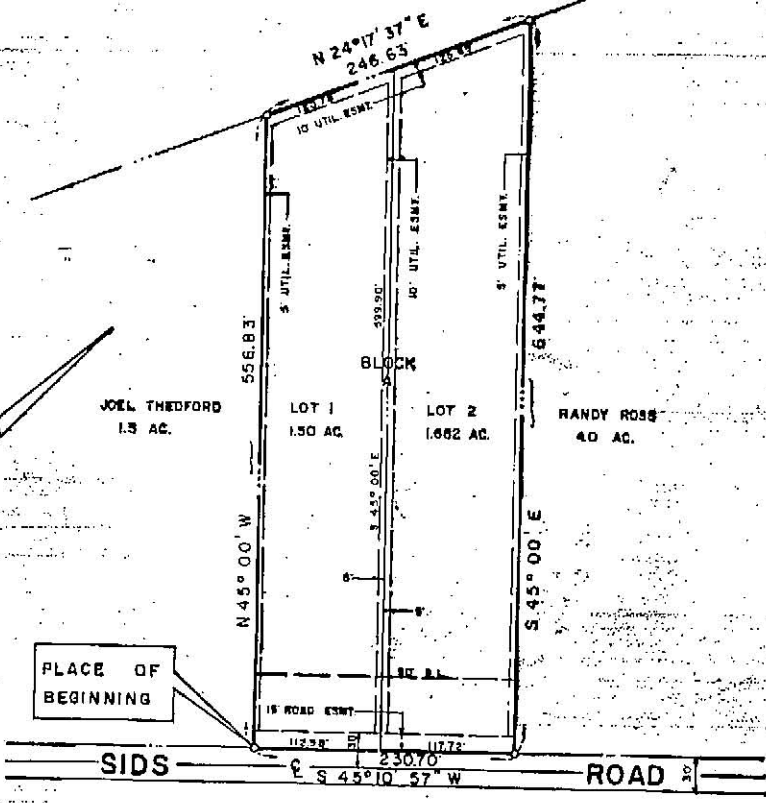 N 24°17'37" E
246.63'
10' UTIL. ESMT.
5' UTIL. ESMT.
10' UTIL. ESMT.
5' UTIL. ESMT.
556.83'
599.90'
644.77'
BLOCK
A
JOEL THEDFORD
1.5 AC.
LOT 1
1.50 AC.
LOT 2
1.662 AC.
RANDY ROSS
4.0 AC.
N 45° 00' W
S 45° 00' E
S 45° 00' E
PLACE OF
BEGINNING
15' ROAD ESMT.
112.98'
117.72'
230.70'
SIDS
ROAD
S 45°10'57" W
30'